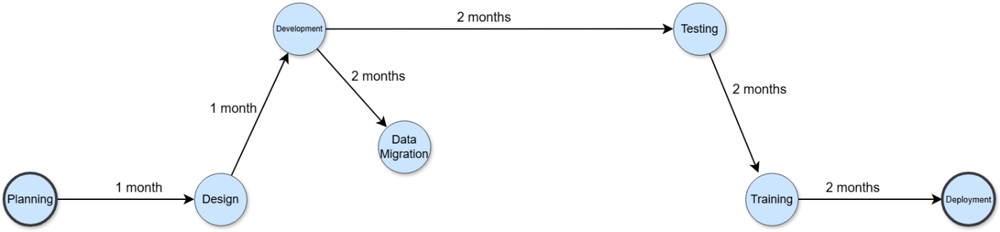 2 months
Development
Testing
2 months
2 months
1 month
Data
Migration
1 month
Planning
Design
Training
2 months
Deployment